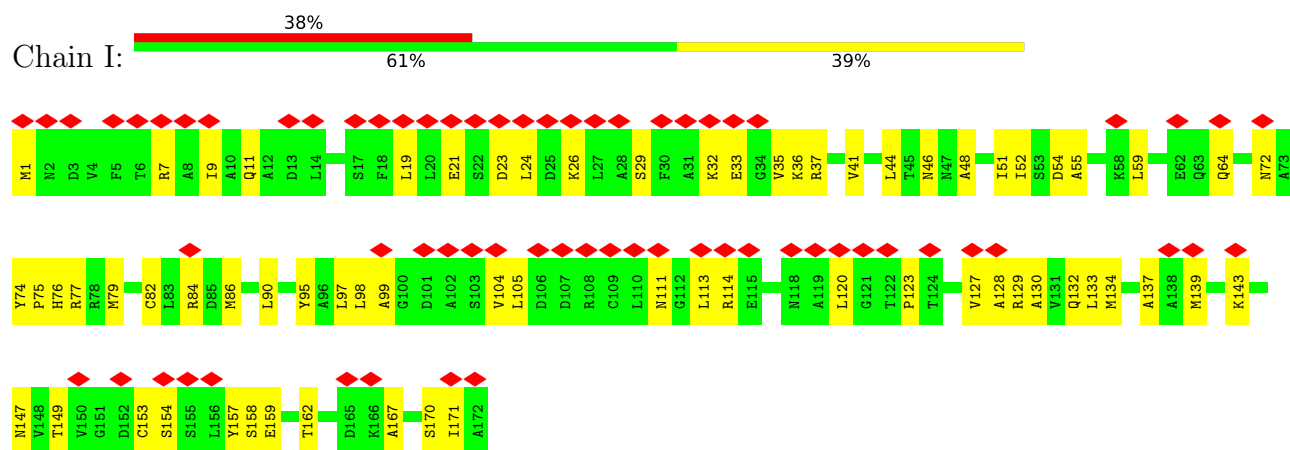 38%
Chain I:
61% 39%
M1 N2 D3 V4 F5 T6 R7 A8 I9 A10 Q11 A12 D13 L14 S17 F18 L19 L20 E21 S22 D23 L24 D25 K26 L27 A28 S29 F30 A31 K32 E33 G34 V35 K36 R37 V41 L44 T45 N46 N47 A48 I51 I52 S53 D54 A55 K58 L59 E62 Q63 Q64 N72 A73
Y74 P75 H76 R77 R78 M79 C82 L83 R84 D85 M86 L90 Y95 A96 L97 L98 A99 G100 D101 A102 S103 V104 L105 D106 D107 R108 C109 L110 N111 G112 L113 R114 E115 N118 A119 L120 G121 T122 P123 T124 V127 A128 R129 A130 V131 Q132 L133 M134 A137 A138 M139 K143
N147 V148 T149 V150 G151 D152 C153 S154 S155 L156 Y157 S158 E159 T162 D165 K166 A167 S170 I171 A172